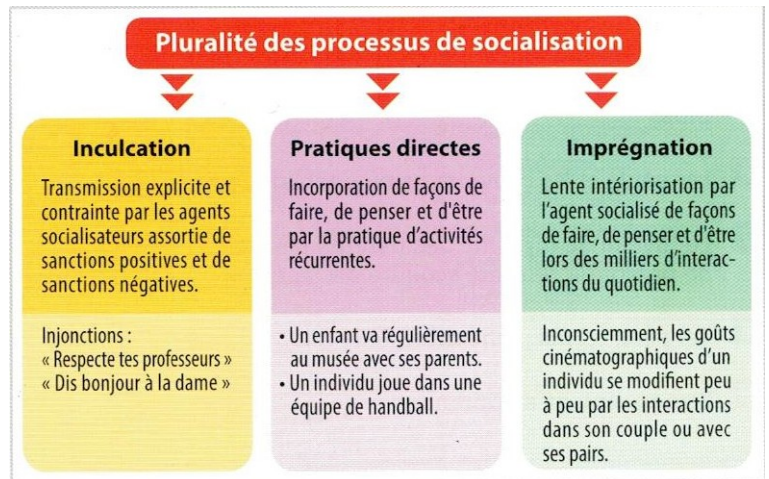 Pluralité des processus de socialisation
Inculcation
Transmission explicite et
contrainte par les agents
socialisateurs assortie de
sanctions positives et de
sanctions négatives.
Injonctions :
« Respecte tes professeurs »
« Dis bonjour à la dame »
Pratiques directes
Incorporation de façons de
faire, de penser et d'être
par la pratique d'activités
récurrentes.
• Un enfant va régulièrement
au musée avec ses parents.
• Un individu joue dans une
équipe de handball.
Imprégnation
Lente intériorisation par
l'agent socialisé de façons
de faire, de penser et d'être
lors des milliers d'interac-
tions du quotidien.
Inconsciemment, les goûts
cinématographiques d'un
individu se modifient peu
à peu par les interactions
dans son couple ou avec
ses pairs.